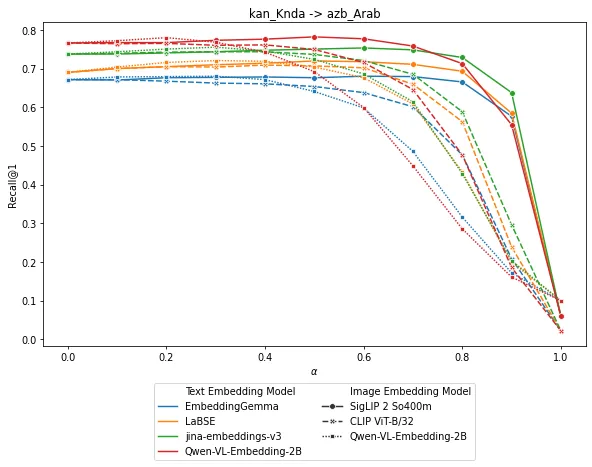 kan_Knda -> azb_Arab
Recall@1
0.8
0.7
0.6
0.5
0.4
0.3
0.2
0.1
0.0
0.0 0.2 0.4 0.6 0.8 1.0
α
Text Embedding Model
EmbeddingGemma
LaBSE
jina-embeddings-v3
Qwen-VL-Embedding-2B
Image Embedding Model
SigLIP 2 So400m
CLIP ViT-B/32
Qwen-VL-Embedding-2B